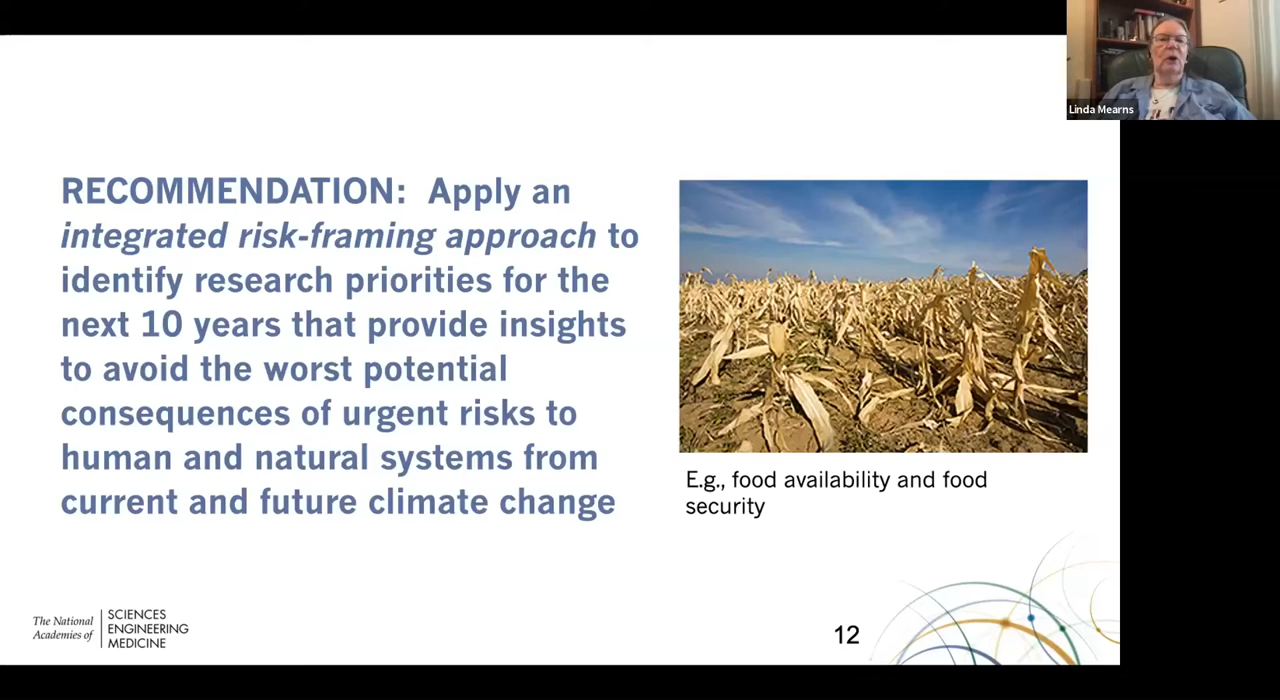 Linda Mearns
RECOMMENDATION: Apply an
integrated risk-framing approach to
identify research priorities for the
next 10 years that provide insights
to avoid the worst potential
consequences of urgent risks to
human and natural systems from
current and future climate change
E.g., food availability and food
security
The National
Academies of
SCIENCES
ENGINEERING
MEDICINE
12